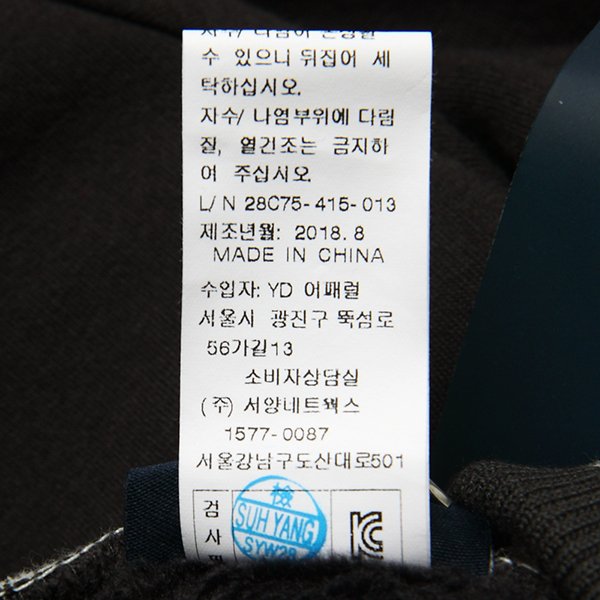 수 있으니 뒤집어 세
탁하십시오.
자수/ 나염부위에 다림
질, 열긴조는 금지하
여 주십시오.
L/N 28C75-415-013
제조년월: 2018.8
MADE IN CHINA
수입자: YD 어패럴
서울시 광진구 뚝섬로
56가길13
소비자상담실
(주) 서양네트웍스
1577-0087
서울강남구도산대로501
검사
檢
SUH YANG
SYW28